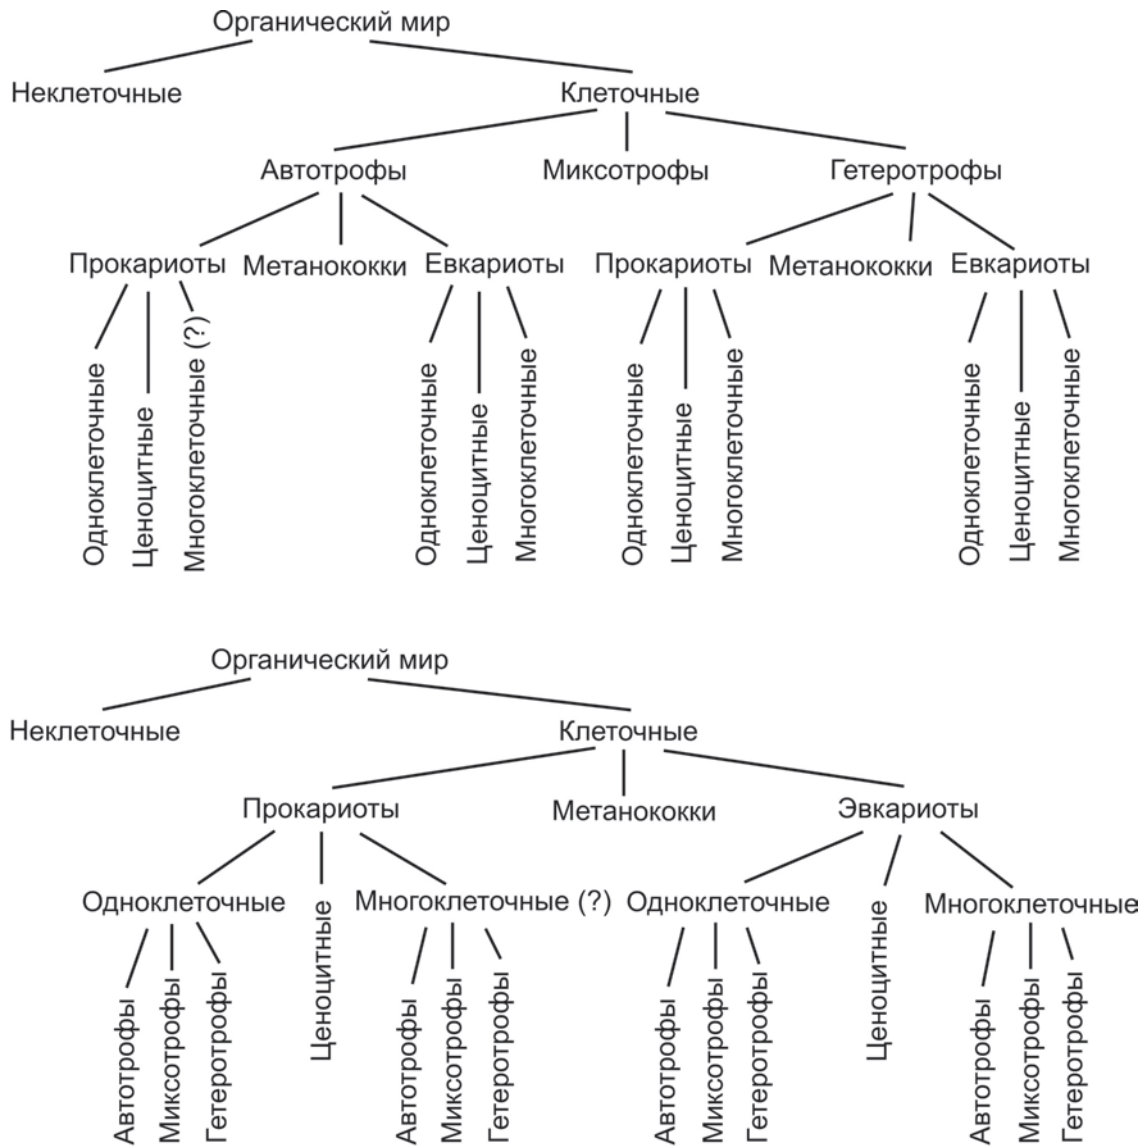 Органический мир
Неклеточные
Клеточные
Автотрофы
Миксотрофы
Гетеротрофы
Прокариоты
Метанококки
Евкариоты
Прокариоты
Метанококки
Евкариоты
Одноклеточные
Ценоцитные
Многоклеточные (?)
Одноклеточные
Ценоцитные
Многоклеточные
Одноклеточные
Ценоцитные
Многоклеточные
Одноклеточные
Ценоцитные
Многоклеточные
Органический мир
Неклеточные
Клеточные
Прокариоты
Метанококки
Эвкариоты
Одноклеточные
Ценоцитные
Многоклеточные (?)
Одноклеточные
Ценоцитные
Многоклеточные
Автотрофы
Миксотрофы
Гетеротрофы
Автотрофы
Миксотрофы
Гетеротрофы
Автотрофы
Миксотрофы
Гетеротрофы
Автотрофы
Миксотрофы
Гетеротрофы